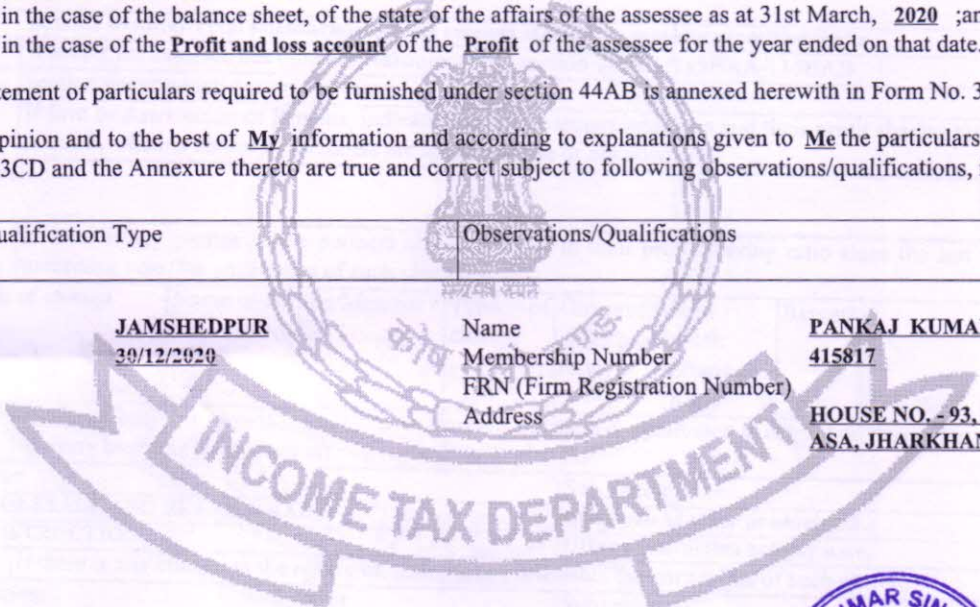 in the case of the balance sheet, of the state of the affairs of the assessee as at 31st March, 2020 ;an
in the case of the Profit and loss account of the Profit of the assessee for the year ended on that date.
tement of particulars required to be furnished under section 44AB is annexed herewith in Form No. 3
pinion and to the best of My information and according to explanations given to Me the particulars
3CD and the Annexure thereto are true and correct subject to following observations/qualifications,
ualification Type Observations/Qualifications
JAMSHEDPUR Name PANKAJ KUMA
30/12/2020 Membership Number 415817
FRN (Firm Registration Number)
Address HOUSE NO. - 93,
ASA, JHARKHAN
सत्यमेव जयते
कोष मूलो दण्ड
INCOME TAX DEPARTMENT
UMAR SIN